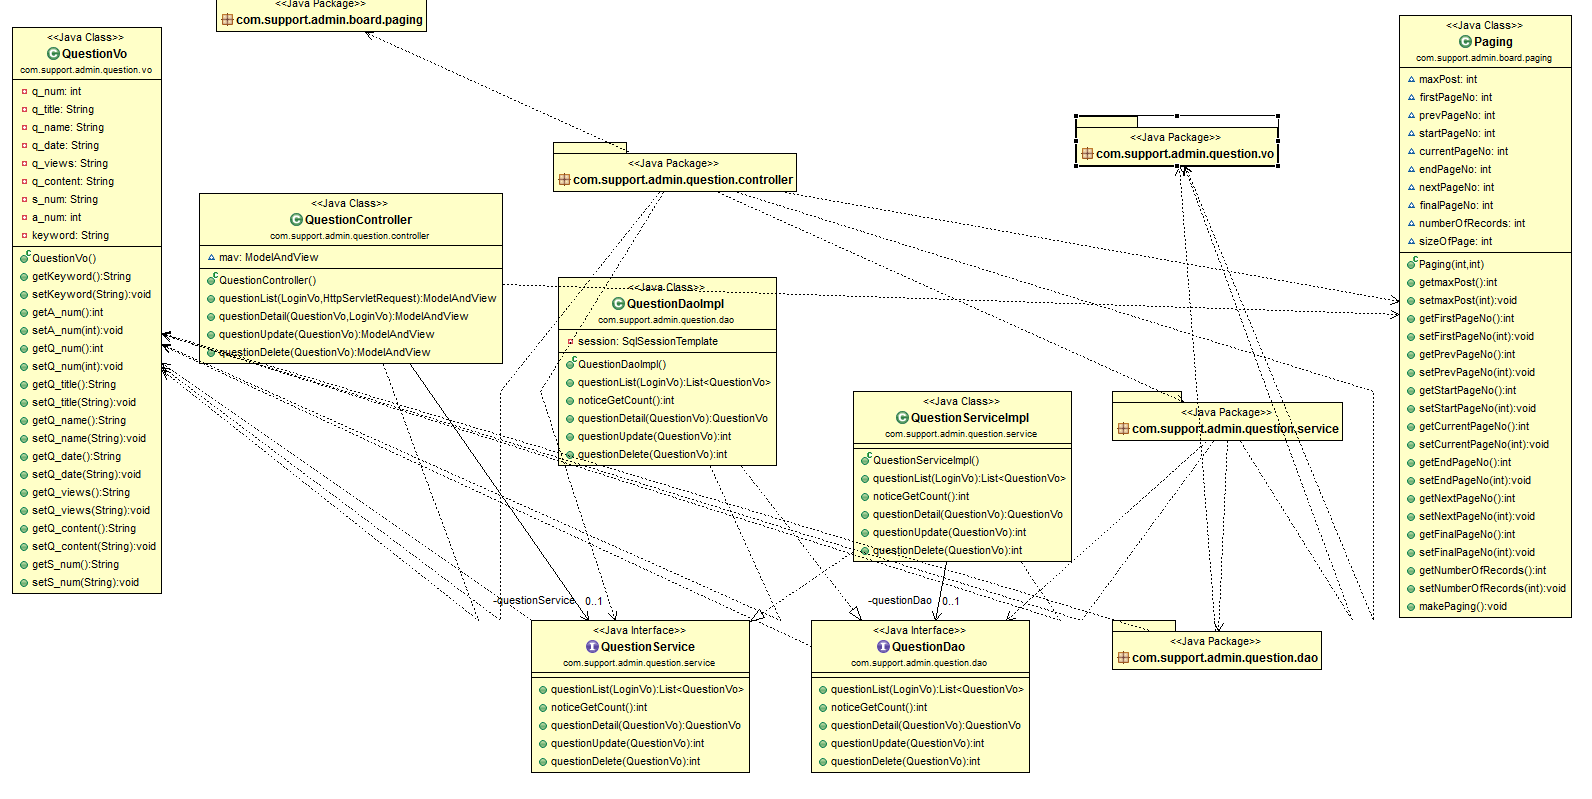 <<Java Package>>
com.support.admin.board.paging
<<Java Class>>
QuestionVo
com.support.admin.question.vo
q_num: int
q_title: String
q_name: String
q_date: String
q_views: String
q_content: String
s_num: String
a_num: int
keyword: String
QuestionVo()
getKeyword():String
setKeyword(String):void
getA_num():int
setA_num(int):void
getQ_num():int
setQ_num(int):void
getQ_title():String
setQ_title(String):void
getQ_name():String
setQ_name(String):void
getQ_date():String
setQ_date(String):void
getQ_views():String
setQ_views(String):void
getQ_content():String
setQ_content(String):void
getS_num():String
setS_num(String):void
<<Java Class>>
QuestionController
com.support.admin.question.controller
mav: ModelAndView
QuestionController()
questionList(LoginVo,HttpServletRequest):ModelAndView
questionDetail(QuestionVo,LoginVo):ModelAndView
questionUpdate(QuestionVo):ModelAndView
questionDelete(QuestionVo):ModelAndView
<<Java Package>>
com.support.admin.question.controller
<<Java Class>>
QuestionDaoImpl
com.support.admin.question.dao
session: SqlSessionTemplate
QuestionDaoImpl()
questionList(LoginVo):List<QuestionVo>
noticeGetCount():int
questionDetail(QuestionVo):QuestionVo
questionUpdate(QuestionVo):int
questionDelete(QuestionVo):int
<<Java Class>>
QuestionServiceImpl
com.support.admin.question.service
QuestionServiceImpl()
questionList(LoginVo):List<QuestionVo>
noticeGetCount():int
questionDetail(QuestionVo):QuestionVo
questionUpdate(QuestionVo):int
questionDelete(QuestionVo):int
<<Java Package>>
com.support.admin.question.vo
<<Java Package>>
com.support.admin.question.service
<<Java Class>>
Paging
com.support.admin.board.paging
maxPost: int
firstPageNo: int
prevPageNo: int
startPageNo: int
currentPageNo: int
endPageNo: int
nextPageNo: int
finalPageNo: int
numberOfRecords: int
sizeOfPage: int
Paging(int,int)
getmaxPost():int
setmaxPost(int):void
getFirstPageNo():int
setFirstPageNo(int):void
getPrevPageNo():int
setPrevPageNo(int):void
getStartPageNo():int
setStartPageNo(int):void
getCurrentPageNo():int
setCurrentPageNo(int):void
getEndPageNo():int
setEndPageNo(int):void
getNextPageNo():int
setNextPageNo(int):void
getFinalPageNo():int
setFinalPageNo(int):void
getNumberOfRecords():int
setNumberOfRecords(int):void
makePaging():void
-questionService 0..1
-questionDao 0..1
<<Java Interface>>
QuestionService
com.support.admin.question.service
questionList(LoginVo):List<QuestionVo>
noticeGetCount():int
questionDetail(QuestionVo):QuestionVo
questionUpdate(QuestionVo):int
questionDelete(QuestionVo):int
<<Java Interface>>
QuestionDao
com.support.admin.question.dao
questionList(LoginVo):List<QuestionVo>
noticeGetCount():int
questionDetail(QuestionVo):QuestionVo
questionUpdate(QuestionVo):int
questionDelete(QuestionVo):int
<<Java Package>>
com.support.admin.question.dao